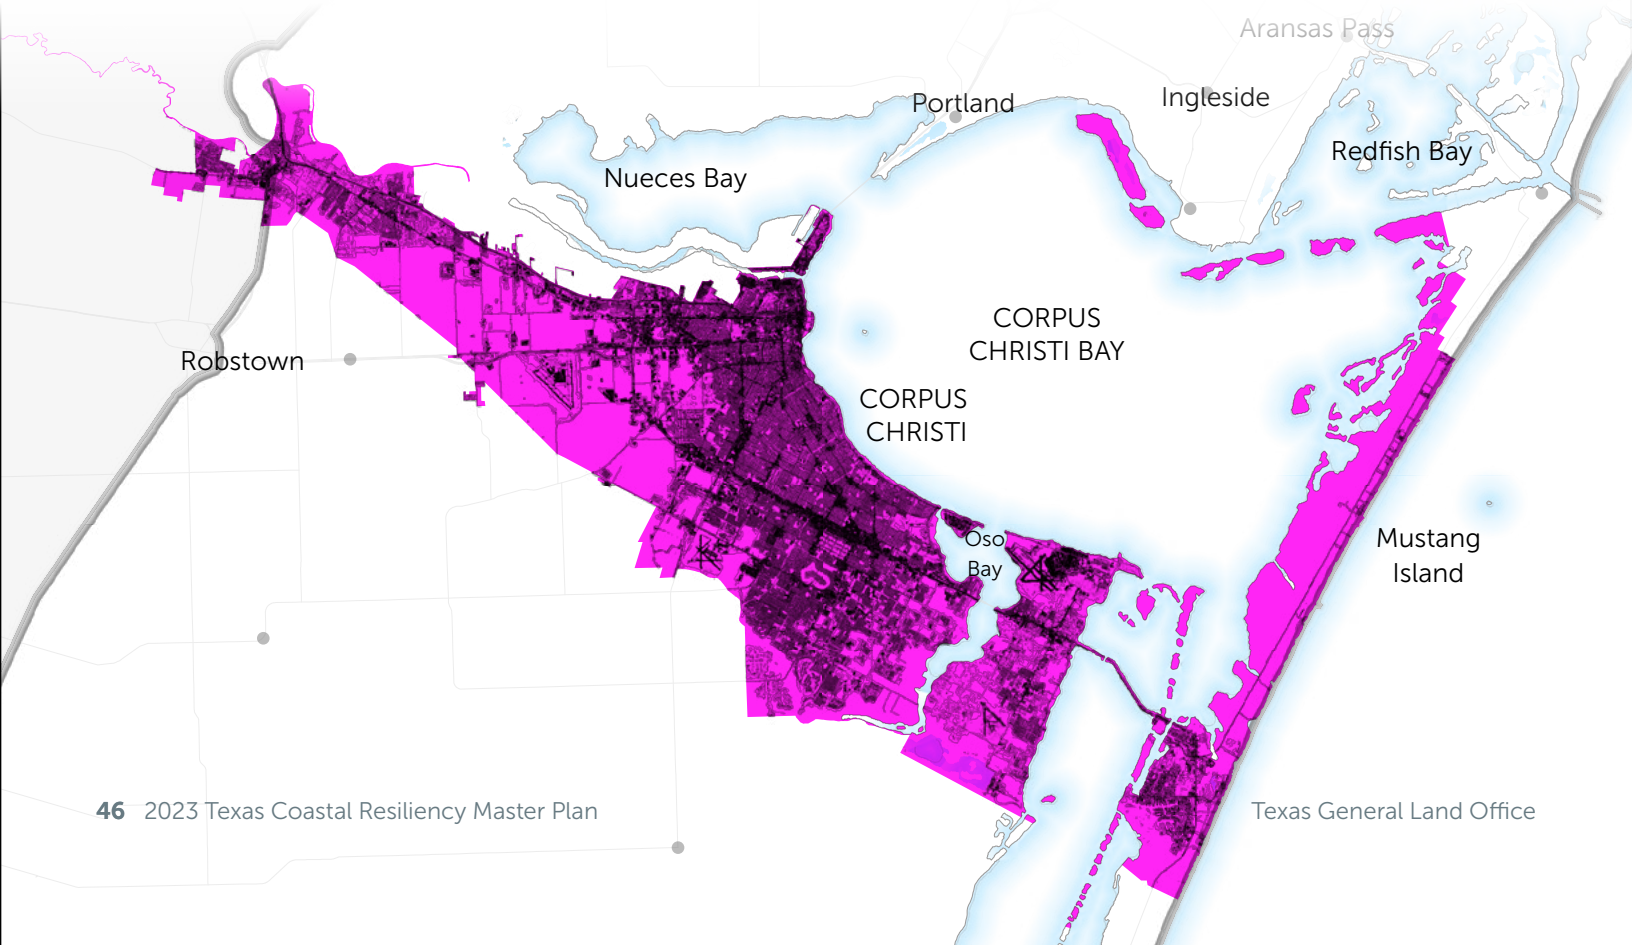 Aransas Pass
Portland
Ingleside
Redfish Bay
Nueces Bay
CORPUS
CHRISTI BAY
Robstown
CORPUS
CHRISTI
Oso
Bay
Mustang
Island
46 2023 Texas Coastal Resiliency Master Plan
Texas General Land Office